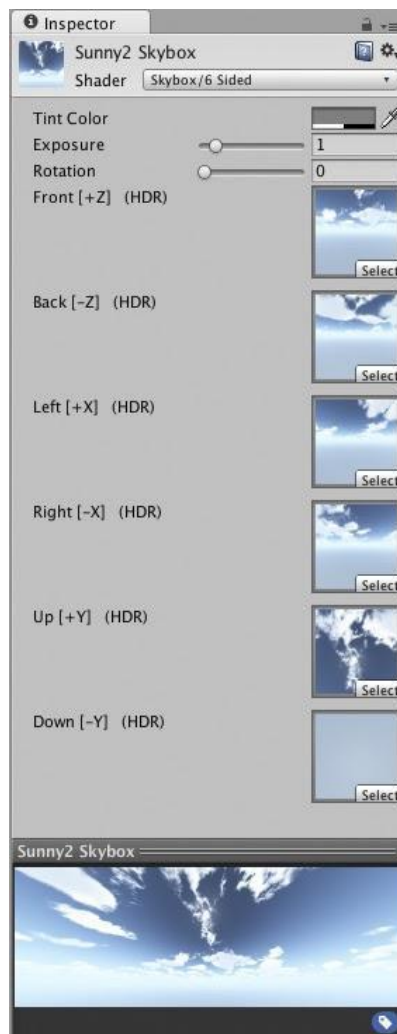 Inspector
Sunny2 Skybox
Shader Skybox/6 Sided
Tint Color
Exposure 1
Rotation 0
Front [+Z] (HDR)
Select
Back [-Z] (HDR)
Select
Left [+X] (HDR)
Select
Right [-X] (HDR)
Select
Up [+Y] (HDR)
Select
Down [-Y] (HDR)
Select
Sunny2 Skybox